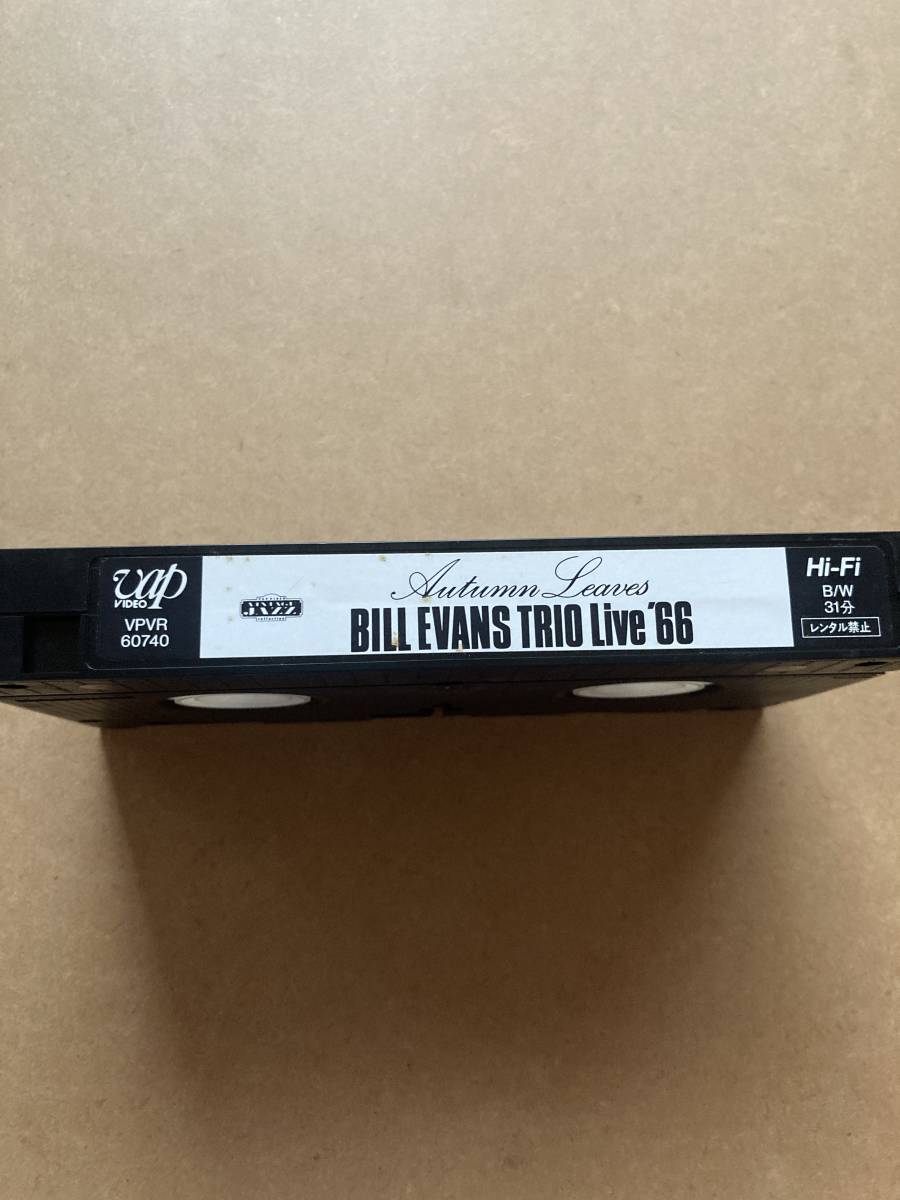 vap
VIDEO
VPVR
60740
JAZZ
collection
Autumn Leaves
BILL EVANS TRIO Live '66
Hi-Fi
B/W
31分
レンタル禁止